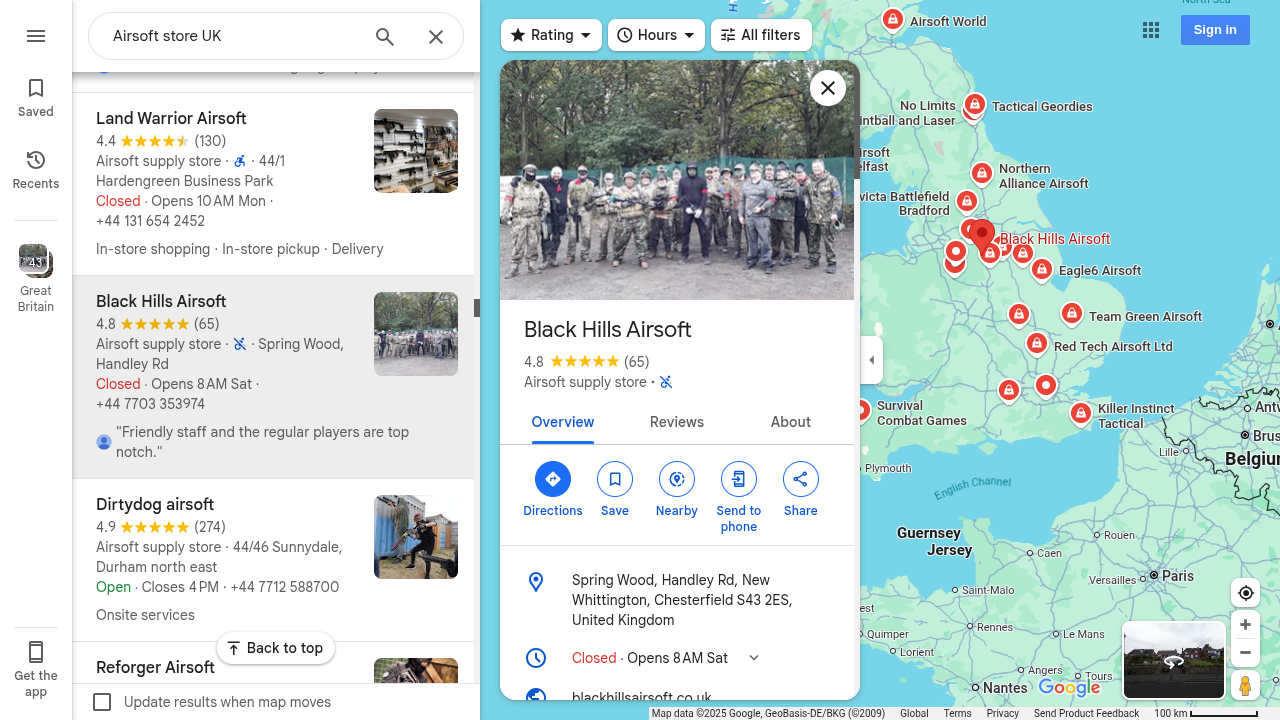 Airsoft store UK
Saved
Recents
43
Great
Britain
Get the
app
Land Warrior Airsoft
4.4 (130)
Airsoft supply store · · 44/1
Hardengreen Business Park
Closed · Opens 10 AM Mon ·
+44 131 654 2452
In-store shopping · In-store pickup · Delivery
Black Hills Airsoft
4.8 (65)
Airsoft supply store · · Spring Wood,
Handley Rd
Closed · Opens 8 AM Sat ·
+44 7703 353974
"Friendly staff and the regular players are top
notch."
Dirtydog airsoft
4.9 (274)
Airsoft supply store · 44/46 Sunnydale,
Durham north east
Open · Closes 4 PM · +44 7712 588700
Onsite services
Reforger Airsoft
Back to top
Update results when map moves
Rating
Hours
All filters
Sign in
Black Hills Airsoft
4.8 (65)
Airsoft supply store ·
Overview
Reviews
About
Directions
Save
Nearby
Send to
phone
Share
Spring Wood, Handley Rd, New
Whittington, Chesterfield S43 2ES,
United Kingdom
Closed · Opens 8 AM Sat
blackhillsairsoft.co.uk
North Sea
Airsoft World
No Limits
Tactical Geordies
Northern
Alliance Airsoft
Bradford
Black Hills Airsoft
Eagle6 Airsoft
Team Green Airsoft
Red Tech Airsoft Ltd
Survival
Combat Games
Killer Instinct
Tactical
Plymouth
English Channel
Lille
Guernsey
Jersey
Caen
Rouen
Versailles
Paris
Saint-Malo
Quimper
Rennes
Le Mans
Lorient
Angers
Tours
Nantes
Google
Map data ©2025 Google, GeoBasis-DE/BKG (©2009)
Global
Terms
Privacy
Send Product Feedback
100 km